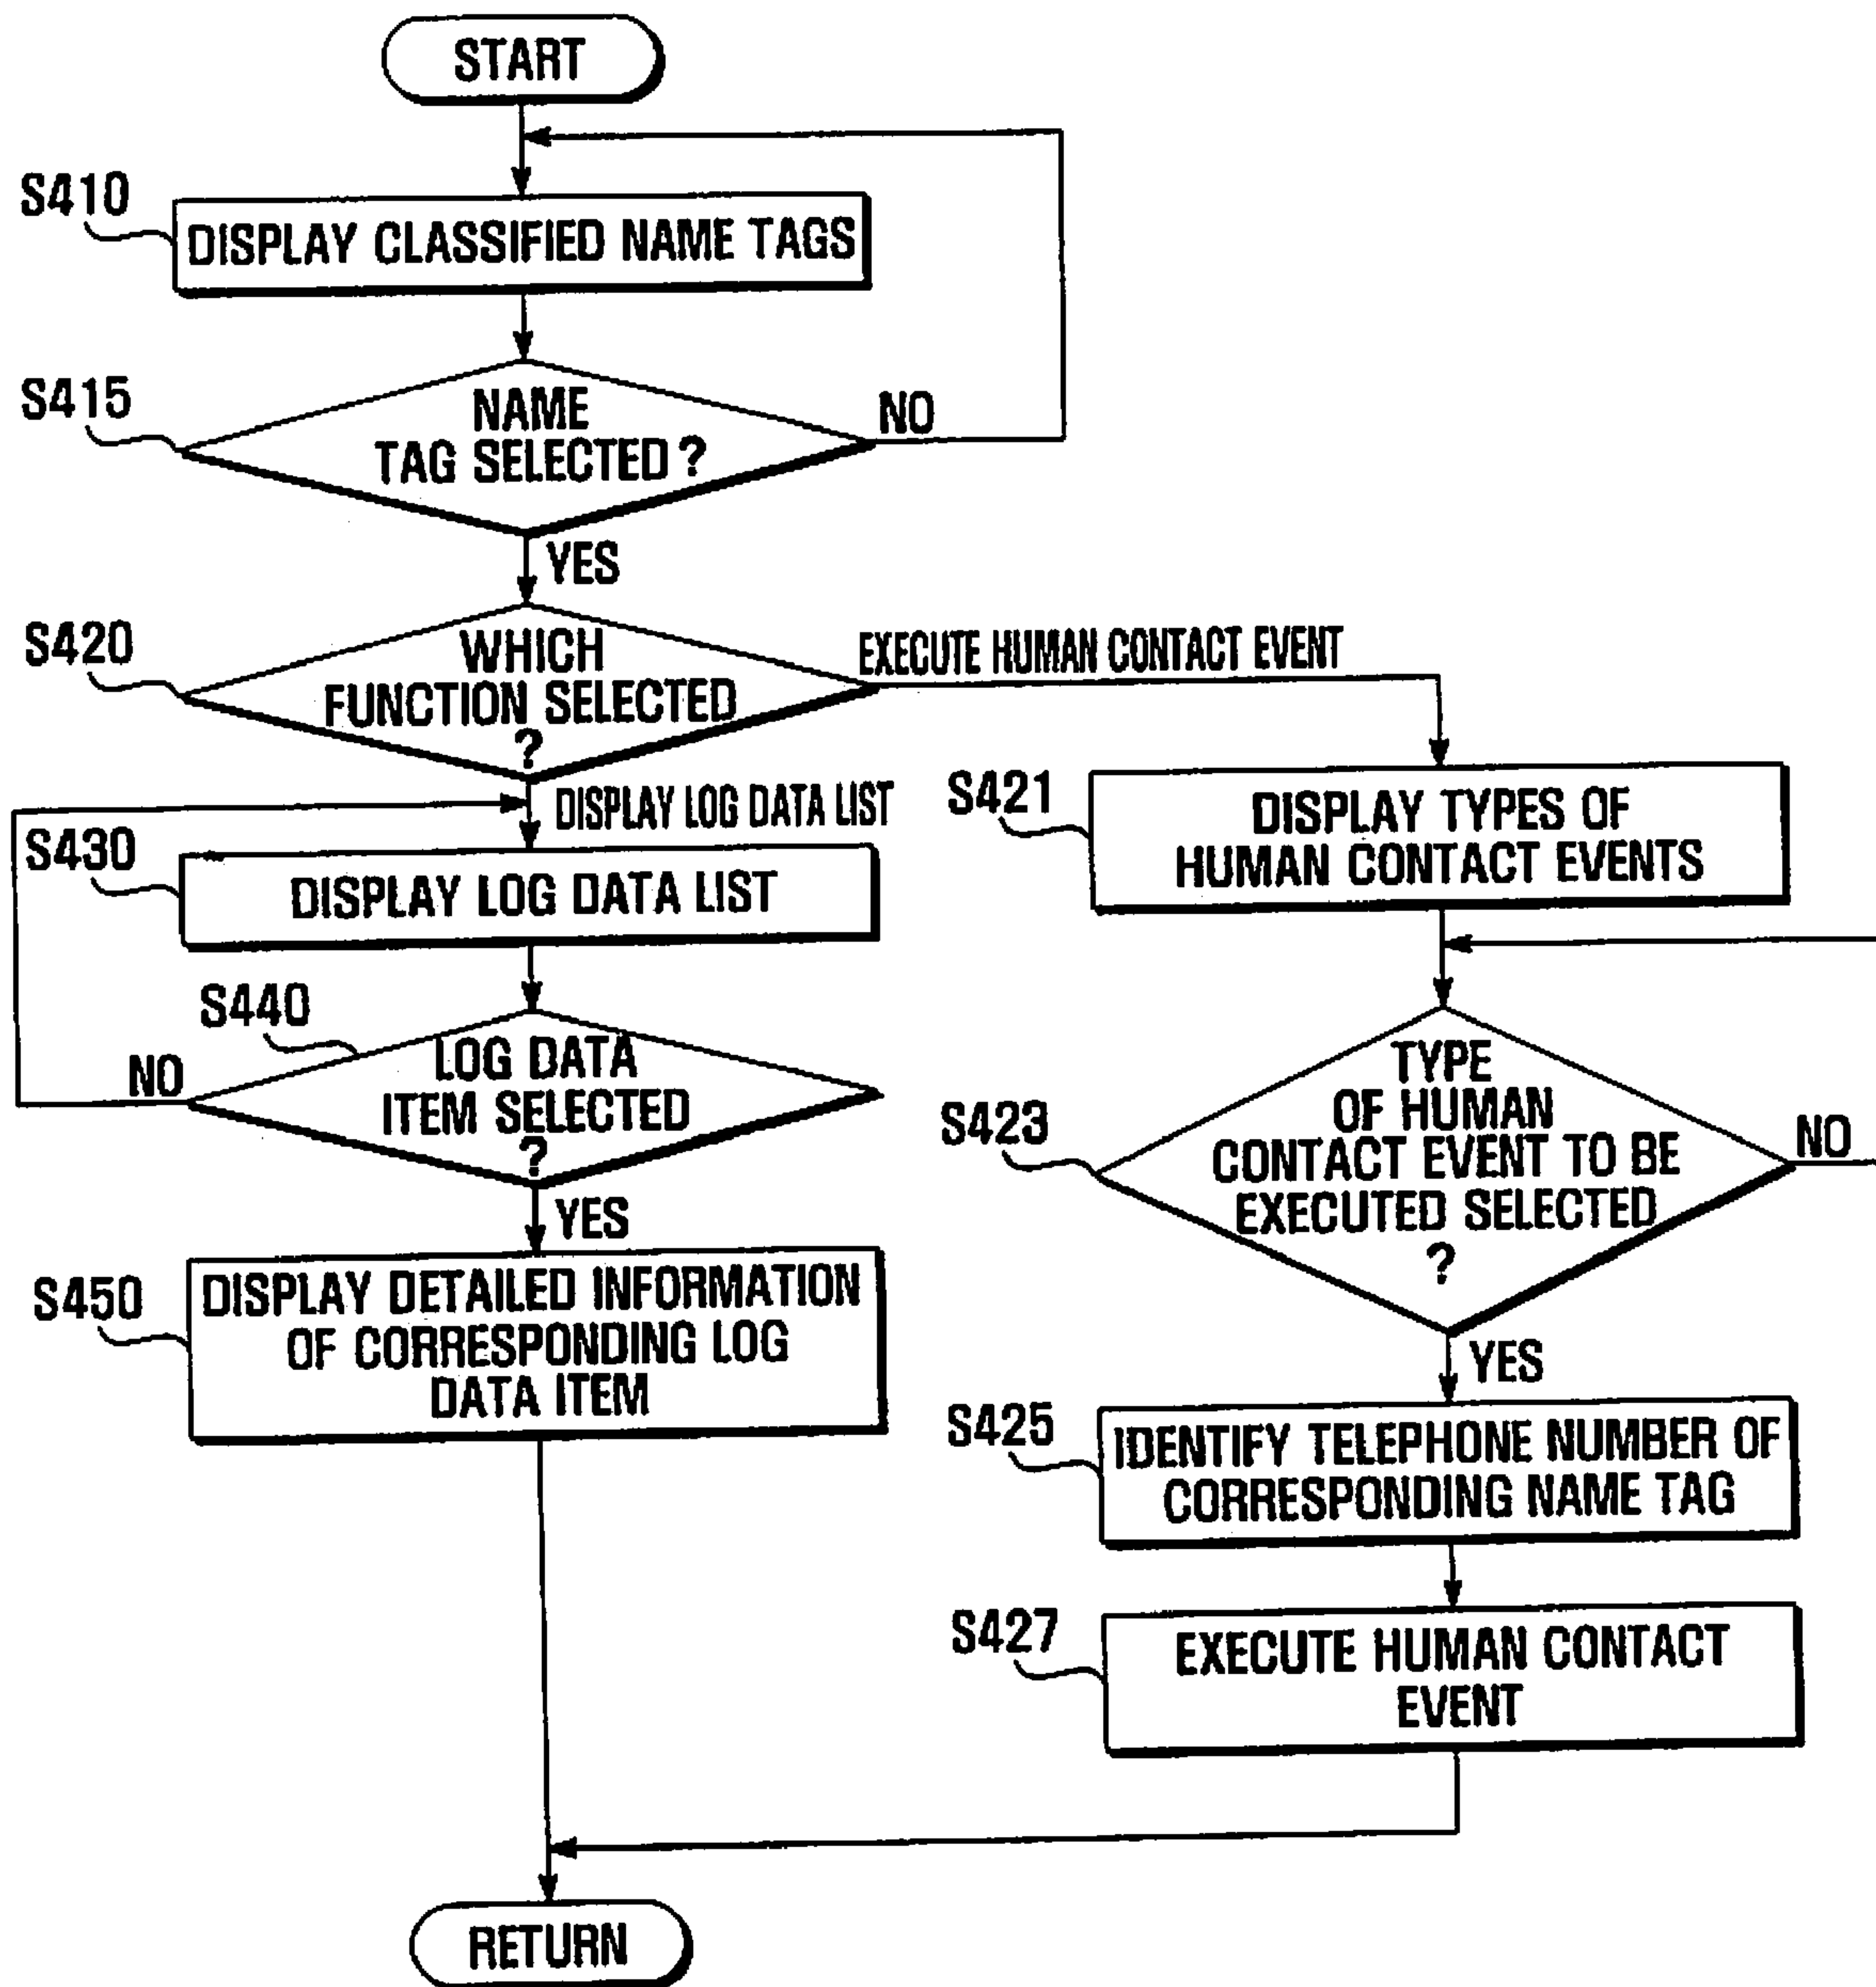 START
S410
DISPLAY CLASSIFIED NAME TAGS
S415
NAME
TAG SELECTED ?
NO
YES
S420
WHICH
FUNCTION SELECTED
?
EXECUTE HUMAN CONTACT EVENT
DISPLAY LOG DATA LIST
S430
DISPLAY LOG DATA LIST
S440
LOG DATA
ITEM SELECTED
?
NO
YES
S450
DISPLAY DETAILED INFORMATION
OF CORRESPONDING LOG
DATA ITEM
S421
DISPLAY TYPES OF
HUMAN CONTACT EVENTS
S423
TYPE
OF HUMAN
CONTACT EVENT TO BE
EXECUTED SELECTED
?
NO
YES
S425
IDENTIFY TELEPHONE NUMBER OF
CORRESPONDING NAME TAG
S427
EXECUTE HUMAN CONTACT
EVENT
RETURN